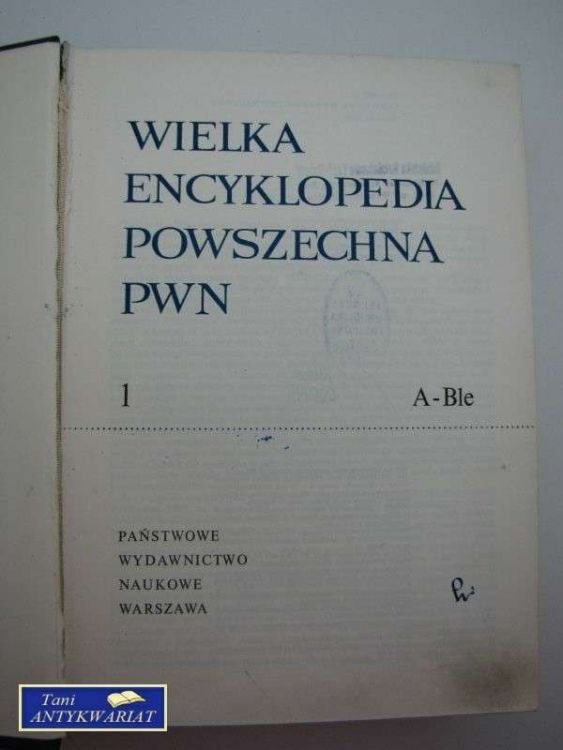 WIELKA
ENCYKLOPEDIA
POWSZECHNA
PWN
1 A-Ble
PAŃSTWOWE
WYDAWNICTWO
NAUKOWE
WARSZAWA
Tani
ANTYKWARIAT